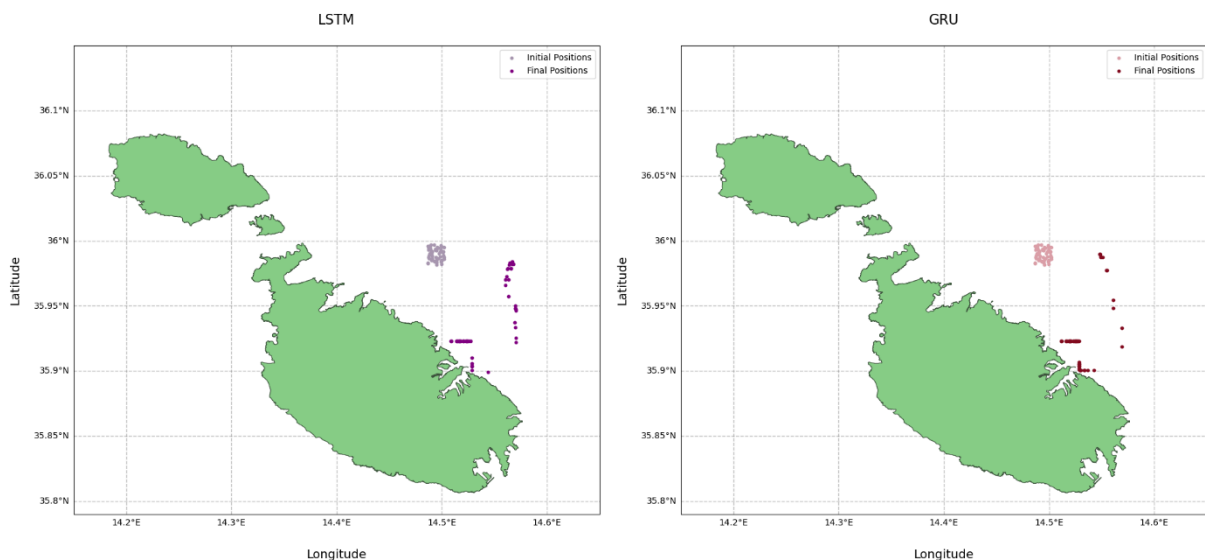 LSTM
Initial Positions
Final Positions
36.1°N
36.05°N
36°N
35.95°N
35.9°N
35.85°N
35.8°N
Latitude
14.2°E 14.3°E 14.4°E 14.5°E 14.6°E
Longitude
GRU
Initial Positions
Final Positions
36.1°N
36.05°N
36°N
35.95°N
35.9°N
35.85°N
35.8°N
Latitude
14.2°E 14.3°E 14.4°E 14.5°E 14.6°E
Longitude